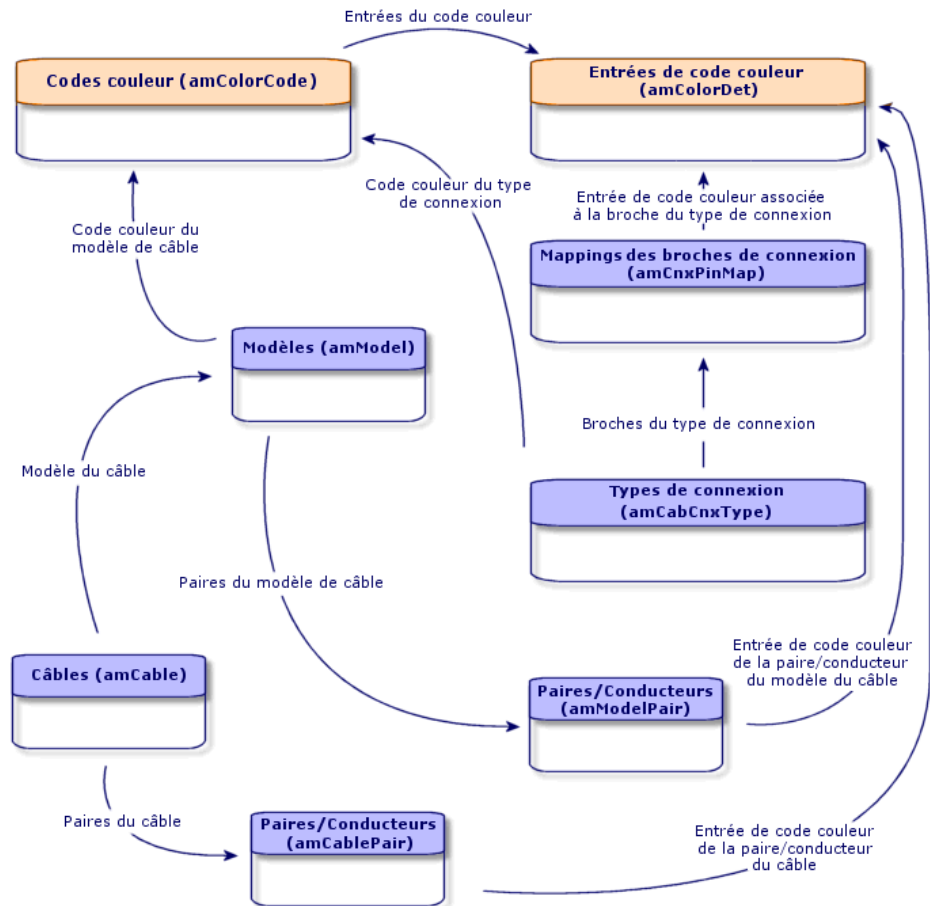 Entrées du code couleur
Codes couleur (amColorCode)
Entrées de code couleur
(amColorDet)
Code couleur du type
de connexion
Entrée de code couleur associée
à la broche du type de connexion
Code couleur du
modèle de câble
Mappings des broches de connexion
(amCnxPinMap)
Modèles (amModel)
Broches du type de connexion
Modèle du câble
Types de connexion
(amCabCnxType)
Paires du modèle de câble
Entrée de code couleur
de la paire/conducteur
du modèle du câble
Câbles (amCable)
Paires/Conducteurs
(amModelPair)
Paires du câble
Paires/Conducteurs
(amCablePair)
Entrée de code couleur
de la paire/conducteur
du câble